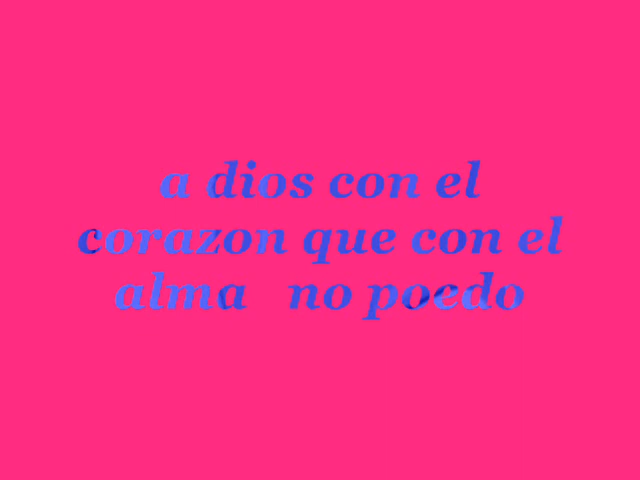 a dios con el
corazon que con el
alma no poedo